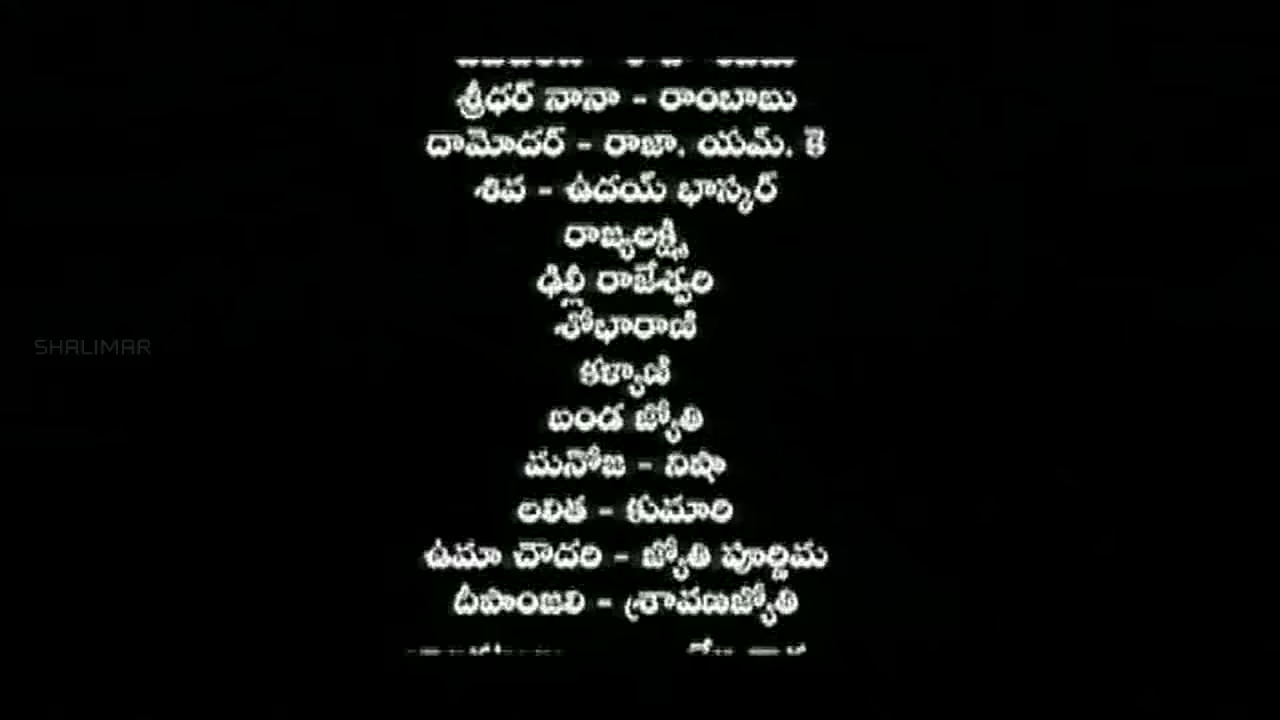 శ్రీధర్ నానా - రాంబాబు
దామోదర్ - రాజా. యమ్. కె
శివ - ఉదయ్ భాస్కర్
రాజ్యలక్ష్మి
ఢిల్లీ రాజేశ్వరి
శోభారాణి
SHALIMAR
కళ్యాణి
బండ జ్యోతి
మనోజ - నిషా
లలిత - కుమారి
ఉమా చౌదరి - జ్యోతి పూర్ణిమ
దీపాంజలి - శ్రావణజ్యోతి